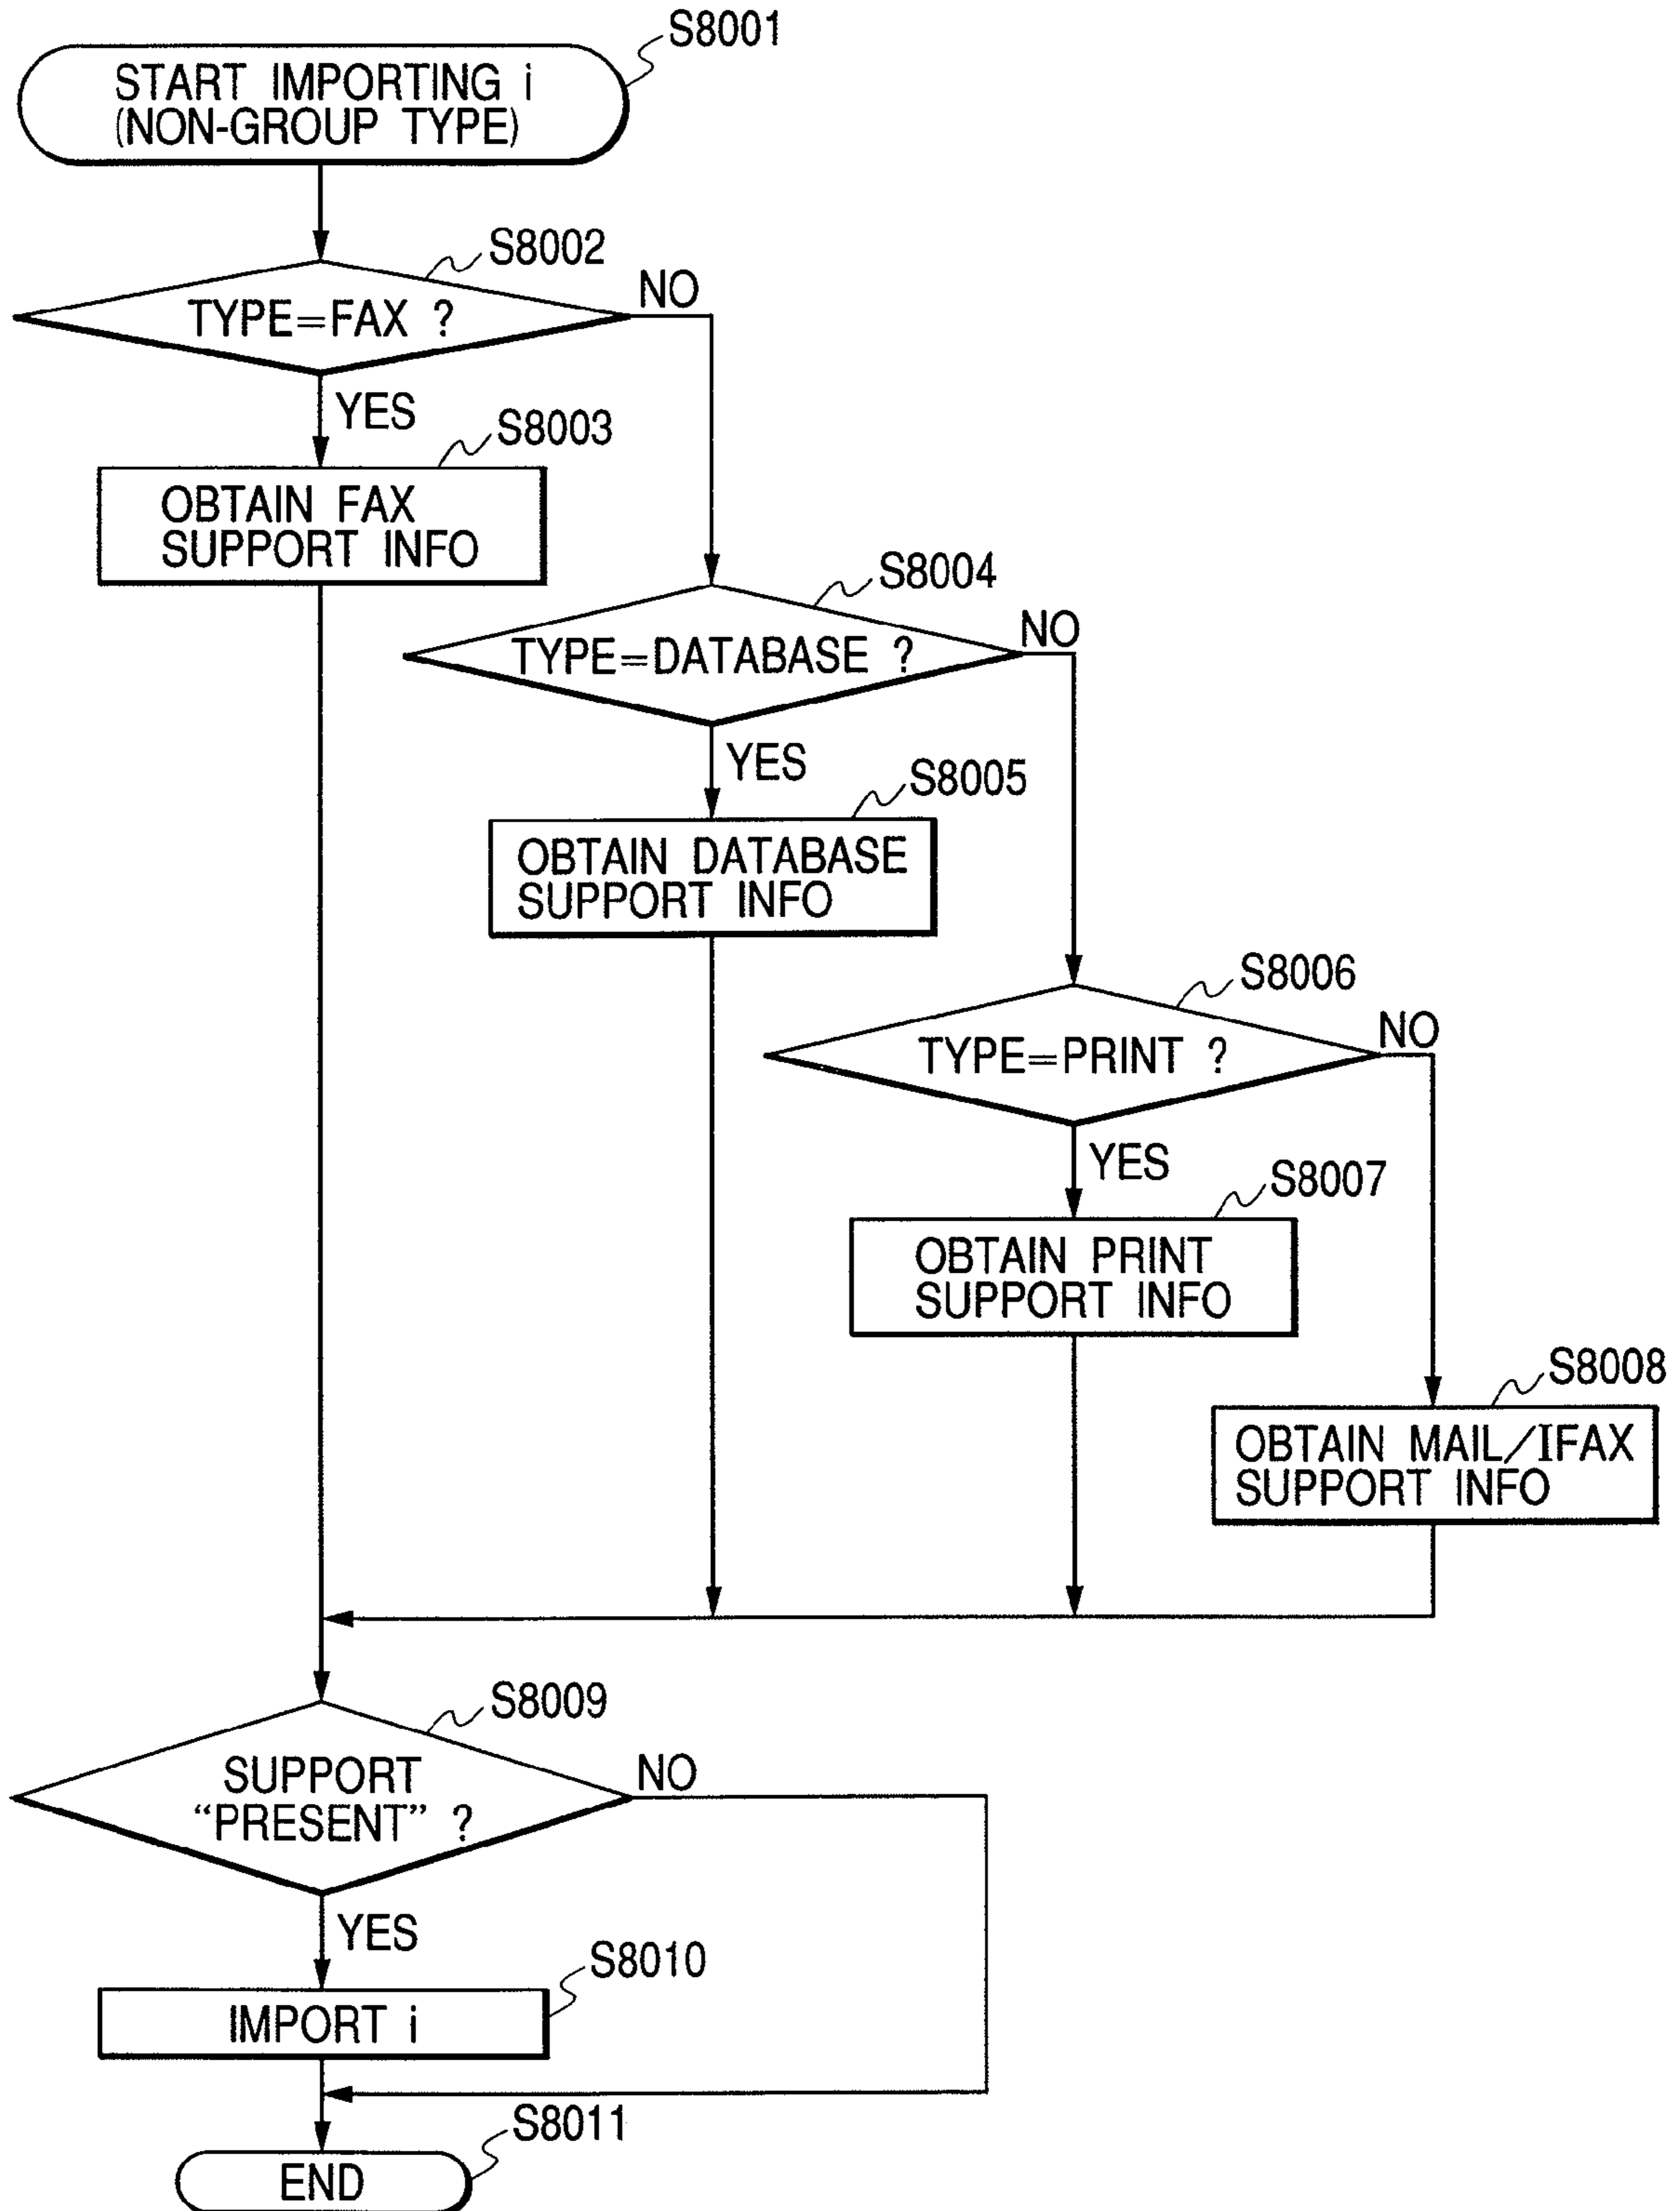 S8001
START IMPORTING i
(NON-GROUP TYPE)
S8002
TYPE=FAX ?
NO
YES
S8003
OBTAIN FAX
SUPPORT INFO
S8004
TYPE=DATABASE ?
NO
YES
S8005
OBTAIN DATABASE
SUPPORT INFO
S8006
TYPE=PRINT ?
NO
YES
S8007
OBTAIN PRINT
SUPPORT INFO
S8008
OBTAIN MAIL/IFAX
SUPPORT INFO
S8009
SUPPORT
“PRESENT” ?
NO
YES
S8010
IMPORT i
S8011
END